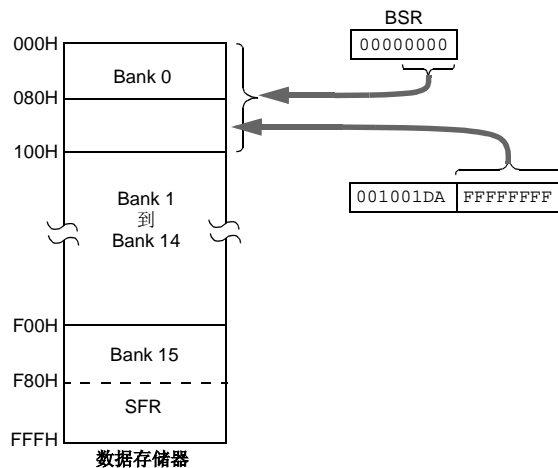 BSR
00000000
000H
Bank 0
080H
100H
001001DA FFFFFFFF
Bank 1
到
Bank 14
F00H
Bank 15
F80H
SFR
FFFH
数据存储器